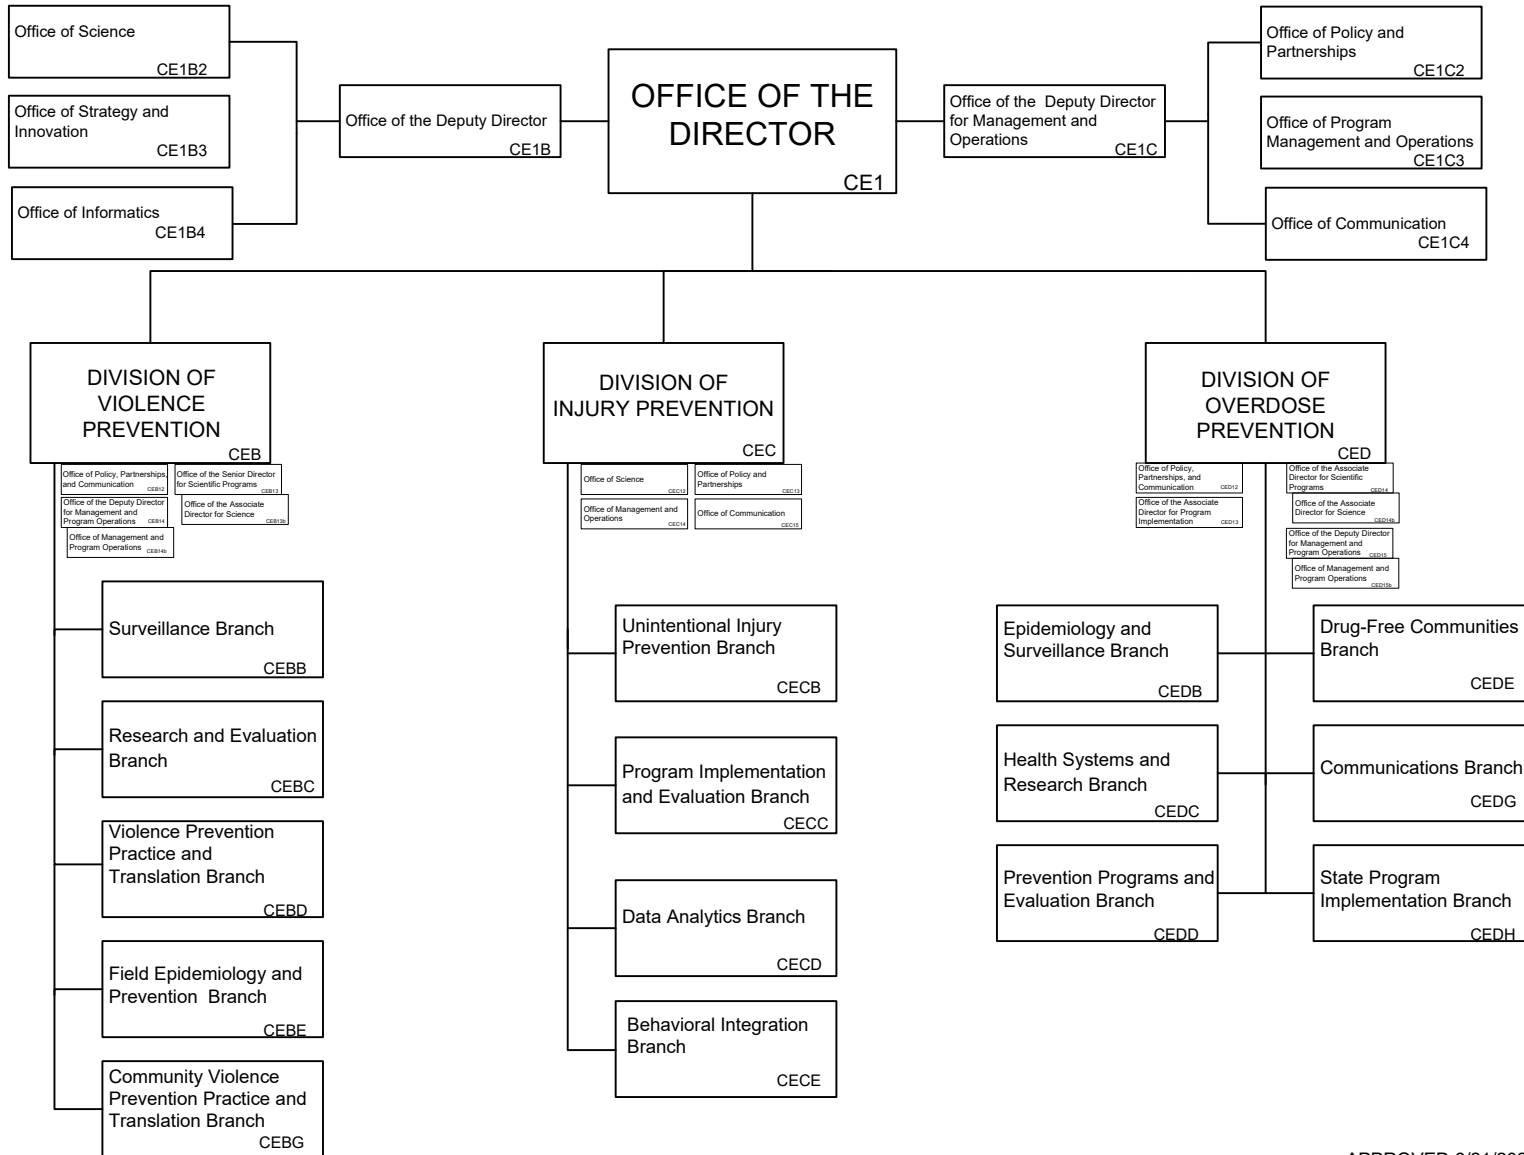 Office of Science
CE1B2
Office of Strategy and
Innovation
CE1B3
Office of Informatics
CE1B4
Office of the Deputy Director
CE1B
OFFICE OF THE
DIRECTOR
CE1
Office of the Deputy Director
for Management and
Operations
CE1C
Office of Policy and
Partnerships
CE1C2
Office of Program
Management and Operations
CE1C3
Office of Communication
CE1C4
DIVISION OF
VIOLENCE
PREVENTION
CEB
Office of Policy, Partnerships,
and Communication
CEB12
Office of the Senior Director
for Scientific Programs
CEB13
Office of the Deputy Director
for Management and
Program Operations
CEB14
Office of the Associate
Director for Science
CEB13b
Office of Management and
Program Operations
CEB14b
Surveillance Branch
CEBB
Research and Evaluation
Branch
CEBC
Violence Prevention
Practice and
Translation Branch
CEBD
Field Epidemiology and
Prevention Branch
CEBE
Community Violence
Prevention Practice and
Translation Branch
CEBG
DIVISION OF
INJURY PREVENTION
CEC
Office of Science
CEC12
Office of Policy and
Partnerships
CEC13
Office of Management and
Operations
CEC14
Office of Communication
CEC15
Unintentional Injury
Prevention Branch
CECB
Program Implementation
and Evaluation Branch
CECC
Data Analytics Branch
CECD
Behavioral Integration
Branch
CECE
DIVISION OF
OVERDOSE
PREVENTION
CED
Office of Policy,
Partnerships, and
Communication
CED12
Office of the Associate
Director for Program
Implementation
CED13
Office of the Associate
Director for Scientific
Programs
CED14
Office of the Associate
Director for Science
CED14b
Office of the Deputy Director
for Management and
Program Operations
CED15
Office of Management and
Program Operations
CED15b
Epidemiology and
Surveillance Branch
CEDB
Drug-Free Communities
Branch
CEDE
Health Systems and
Research Branch
CEDC
Communications Branch
CEDG
Prevention Programs and
Evaluation Branch
CEDD
State Program
Implementation Branch
CEDH